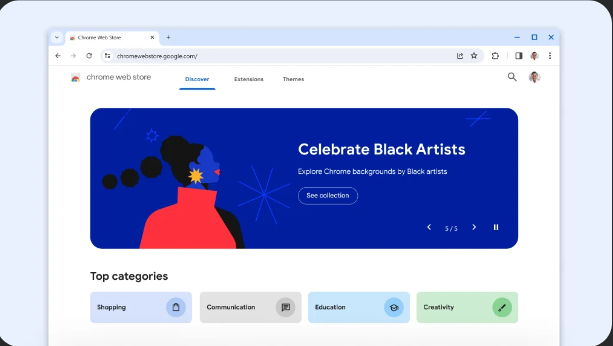 Chrome Web Store
chromewebstore.google.com/
chrome web store
Discover
Extensions
Themes
Celebrate Black Artists
Explore Chrome backgrounds by Black artists
See collection
5 / 5
Top categories
Shopping
Communication
Education
Creativity